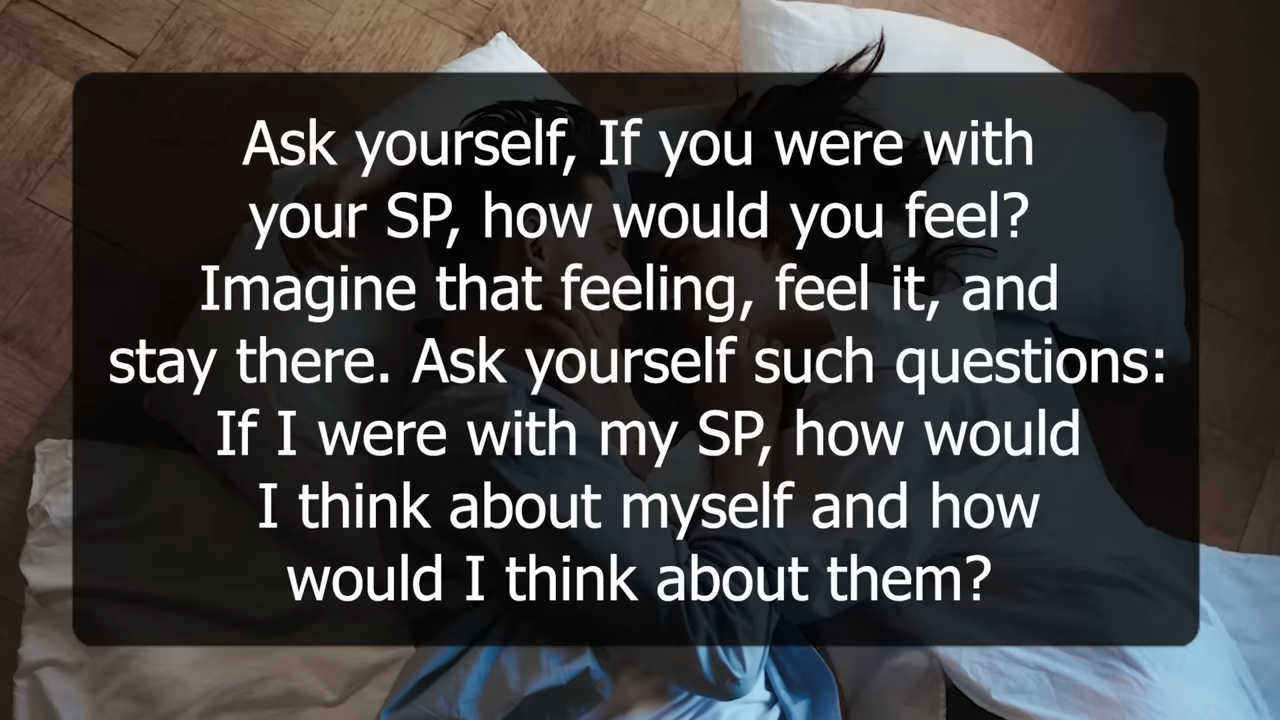 Ask yourself, If you were with
your SP, how would you feel?
Imagine that feeling, feel it, and
stay there. Ask yourself such questions:
If I were with my SP, how would
I think about myself and how
would I think about them?